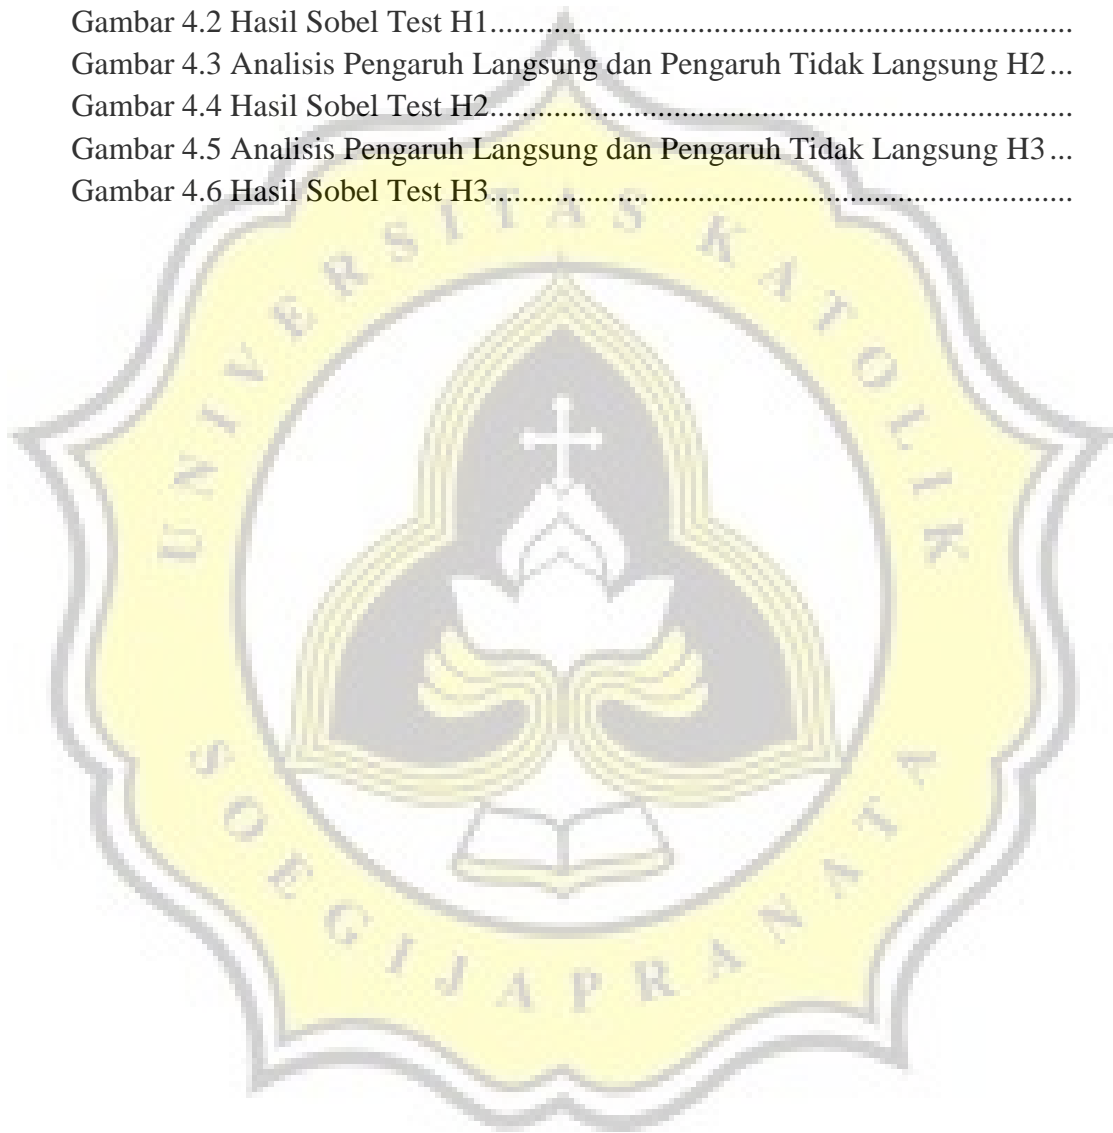 Gambar 4.2 Hasil Sobel Test H1........................................................................
Gambar 4.3 Analisis Pengaruh Langsung dan Pengaruh Tidak Langsung H2...
Gambar 4.4 Hasil Sobel Test H2........................................................................
Gambar 4.5 Analisis Pengaruh Langsung dan Pengaruh Tidak Langsung H3...
Gambar 4.6 Hasil Sobel Test H3........................................................................
UNIVERSITAS KATOLIK
SOEGIJAPRANATA